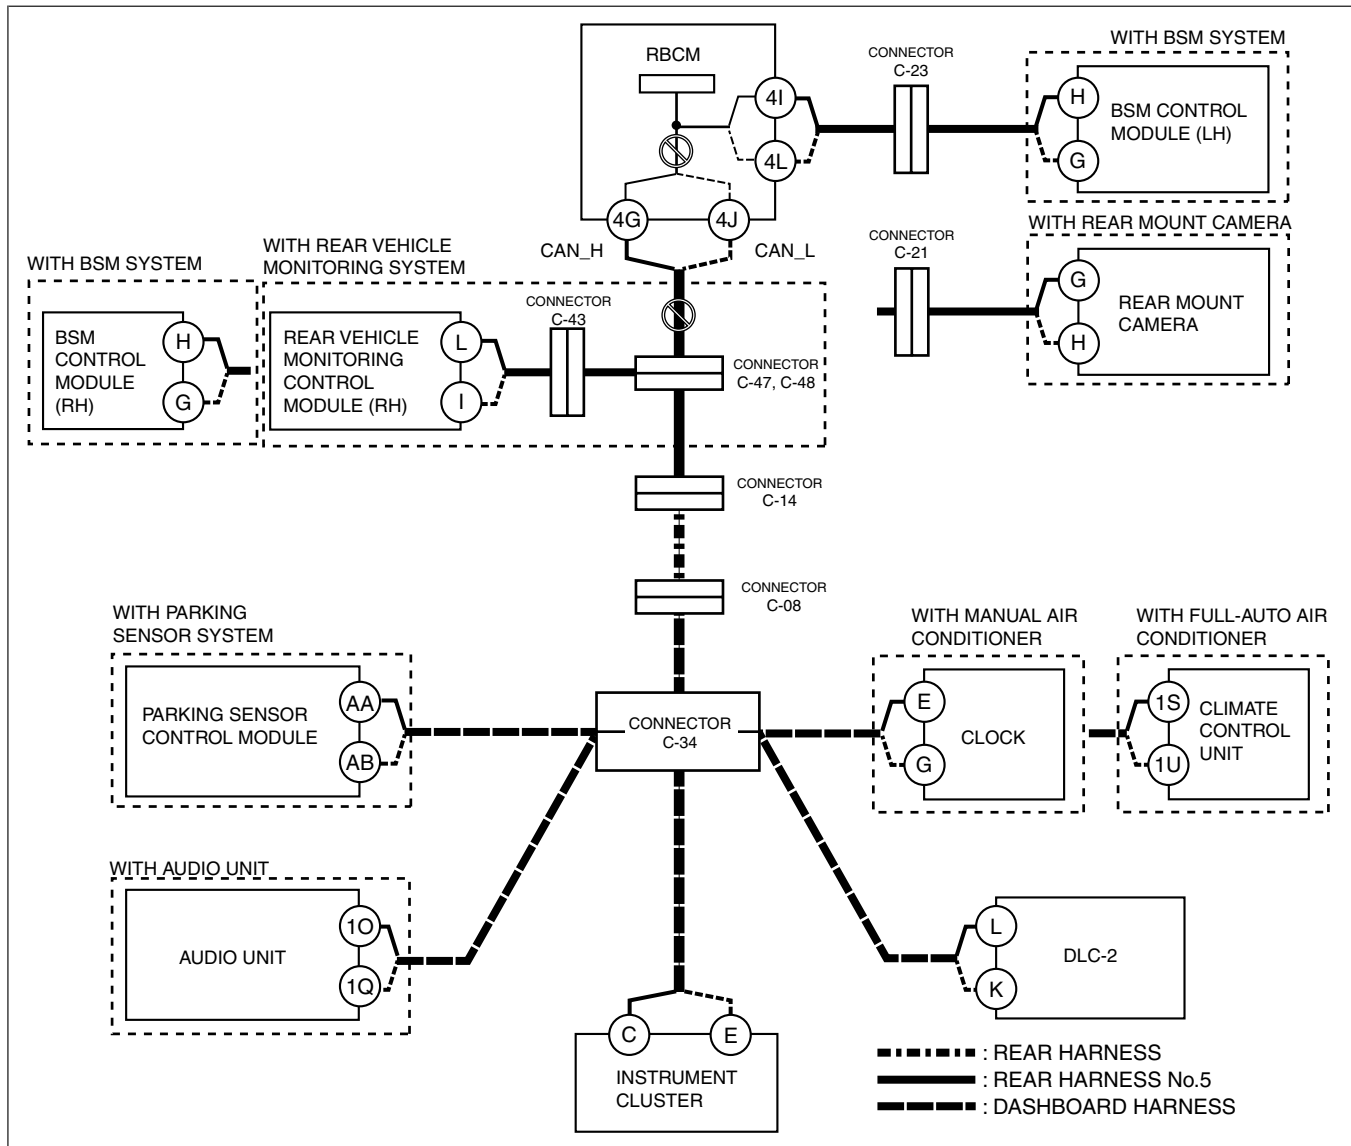 RBCM
4I
4L
4G
4J
CAN_H
CAN_L
CONNECTOR
C-23
WITH BSM SYSTEM
H
G
BSM CONTROL
MODULE (LH)
CONNECTOR
C-21
WITH REAR MOUNT CAMERA
G
H
REAR MOUNT
CAMERA
WITH BSM SYSTEM
BSM
CONTROL
MODULE
(RH)
H
G
WITH REAR VEHICLE
MONITORING SYSTEM
REAR VEHICLE
MONITORING
CONTROL
MODULE (RH)
L
I
CONNECTOR
C-43
CONNECTOR
C-47, C-48
CONNECTOR
C-14
CONNECTOR
C-08
WITH PARKING
SENSOR SYSTEM
PARKING SENSOR
CONTROL MODULE
AA
AB
CONNECTOR
C-34
WITH MANUAL AIR
CONDITIONER
E
G
CLOCK
WITH FULL-AUTO AIR
CONDITIONER
1S
1U
CLIMATE
CONTROL
UNIT
WITH AUDIO UNIT
AUDIO UNIT
1O
1Q
L
K
DLC-2
C
E
INSTRUMENT
CLUSTER
: REAR HARNESS
: REAR HARNESS No.5
: DASHBOARD HARNESS